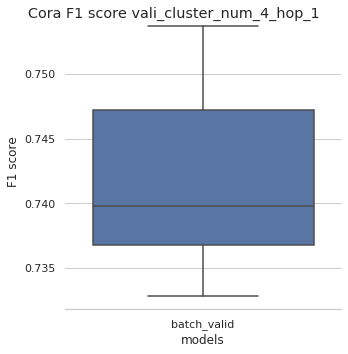 Cora F1 score vali_cluster_num_4_hop_1
0.750
0.745
0.740
0.735
F1 score
batch_valid
models